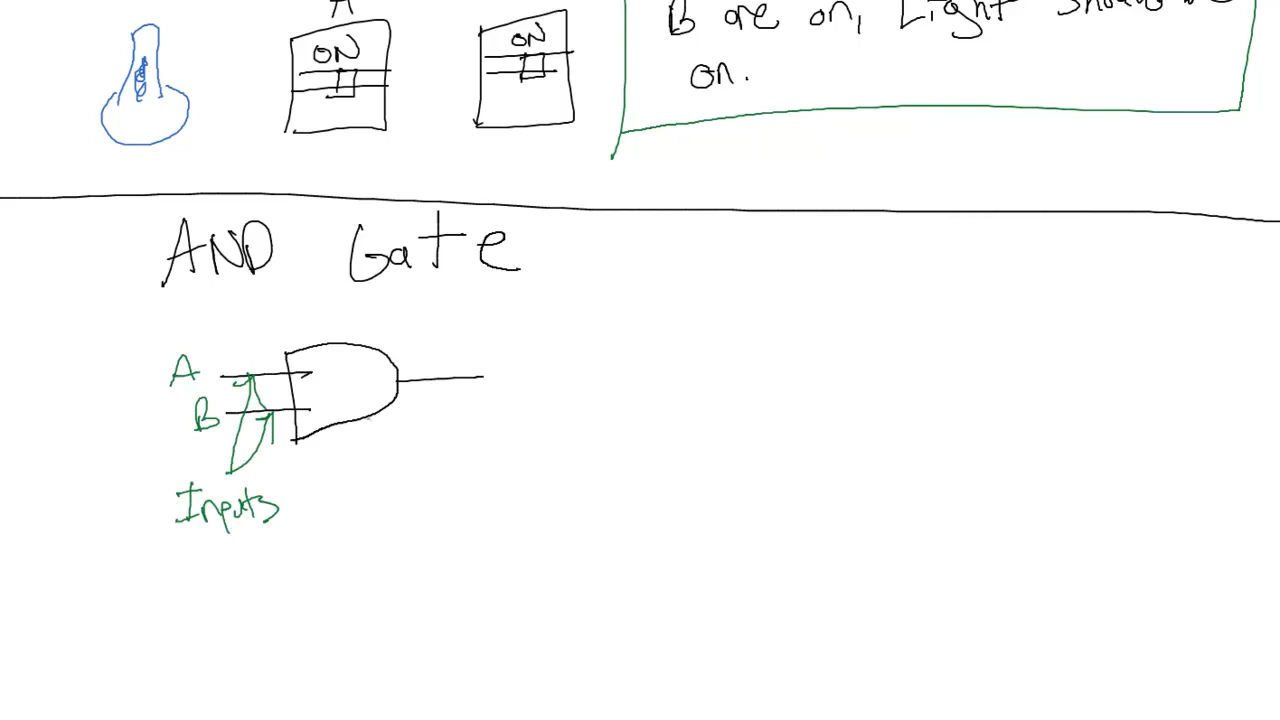 A
ON
ON
B are on, Light should be
on.
AND Gate
A
B
Inputs